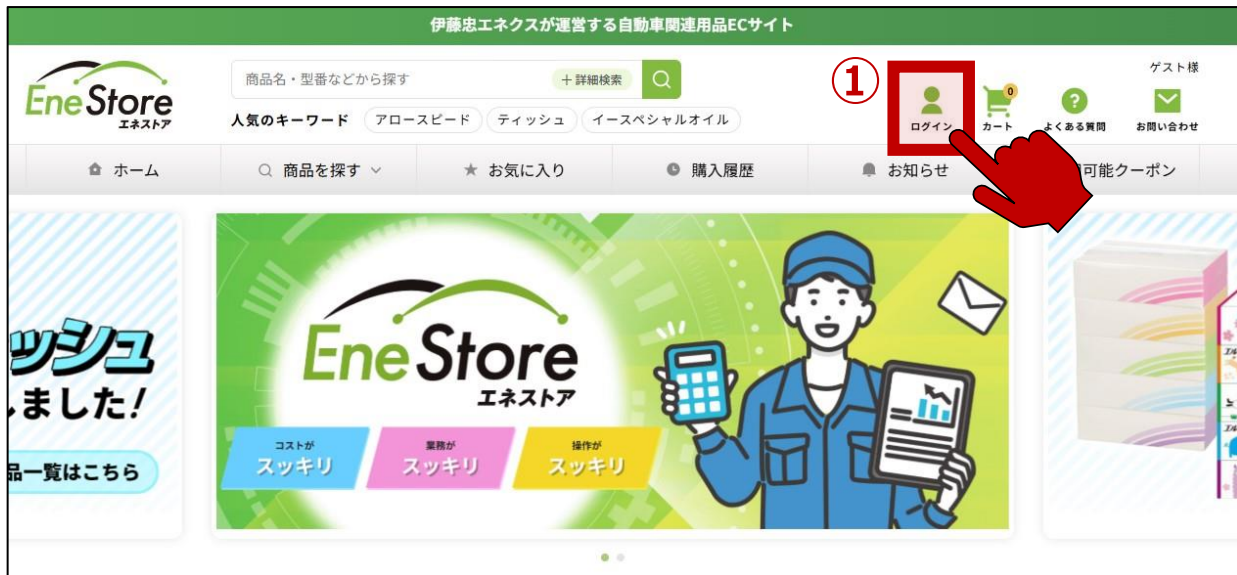 伊藤忠エネクスが運営する自動車関連用品ECサイト
ゲスト様
EneStore
エネストア
商品名・型番などから探す
＋詳細検索
①
ログイン
0
カート
?
よくある質問
お問い合わせ
人気のキーワード
アロースピード
ティッシュ
イースペシャルオイル
ホーム
商品を探す
お気に入り
購入履歴
お知らせ
可能クーポン
ッシュ
しました!
品一覧はこちら
EneStore
エネストア
コストが
スッキリ
業務が
スッキリ
操作が
スッキリ